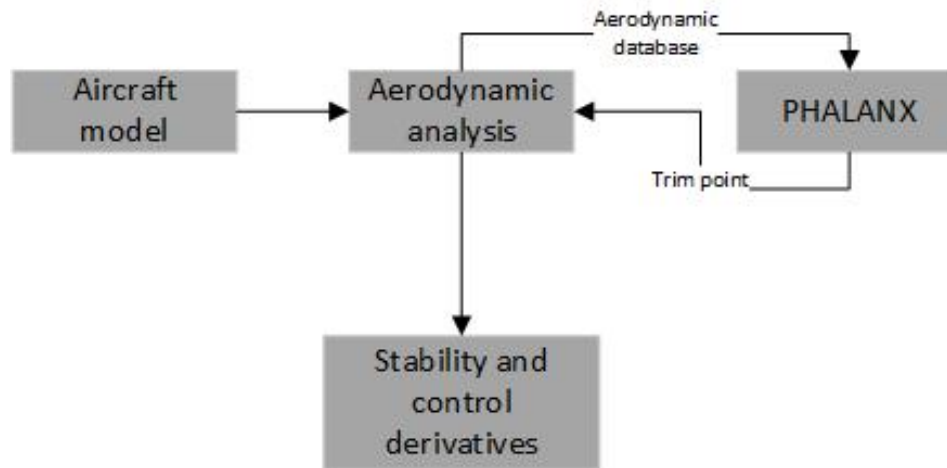 Aerodynamic
database
Aircraft
model
Aerodynamic
analysis
PHALANX
Trim point
Stability and
control
derivatives